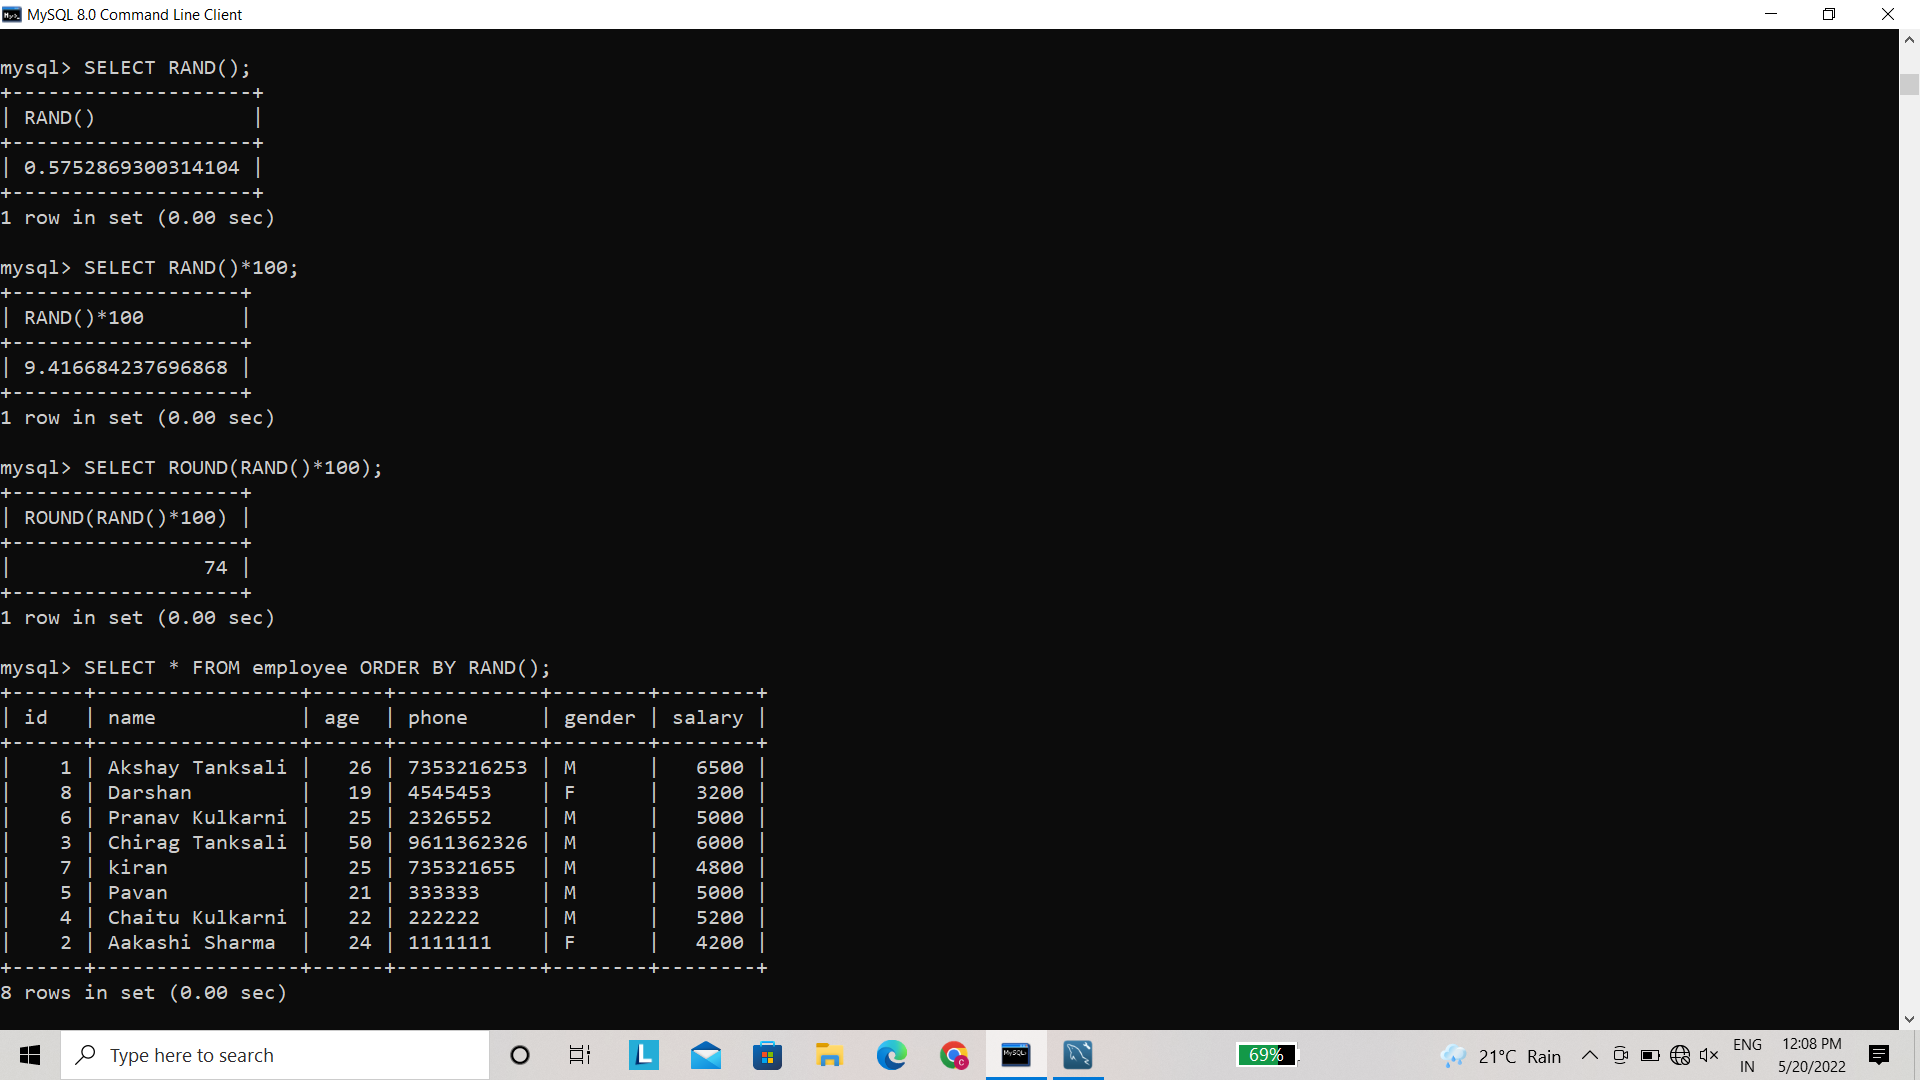 MySQL 8.0 Command Line Client
mysql> SELECT RAND();
+--------------------+
| RAND()             |
+--------------------+
| 0.5752869300314104 |
+--------------------+
1 row in set (0.00 sec)
mysql> SELECT RAND()*100;
+-------------------+
| RAND()*100        |
+-------------------+
| 9.416684237696868 |
+-------------------+
1 row in set (0.00 sec)
mysql> SELECT ROUND(RAND()*100);
+-------------------+
| ROUND(RAND()*100) |
+-------------------+
|                74 |
+-------------------+
1 row in set (0.00 sec)
mysql> SELECT * FROM employee ORDER BY RAND();
+------+-----------------+------+------------+--------+--------+
| id   | name            | age  | phone      | gender | salary |
+------+-----------------+------+------------+--------+--------+
|    1 | Akshay Tanksali |   26 | 7353216253 | M      |   6500 |
|    8 | Darshan         |   19 | 4545453    | F      |   3200 |
|    6 | Pranav Kulkarni |   25 | 2326552    | M      |   5000 |
|    3 | Chirag Tanksali |   50 | 9611362326 | M      |   6000 |
|    7 | kiran           |   25 | 735321655  | M      |   4800 |
|    5 | Pavan           |   21 | 333333     | M      |   5000 |
|    4 | Chaitu Kulkarni |   22 | 222222     | M      |   5200 |
|    2 | Aakashi Sharma  |   24 | 1111111    | F      |   4200 |
+------+-----------------+------+------------+--------+--------+
8 rows in set (0.00 sec)
Type here to search
L
C
MySQL
69%
21°C Rain
ENG
IN
12:08 PM
5/20/2022